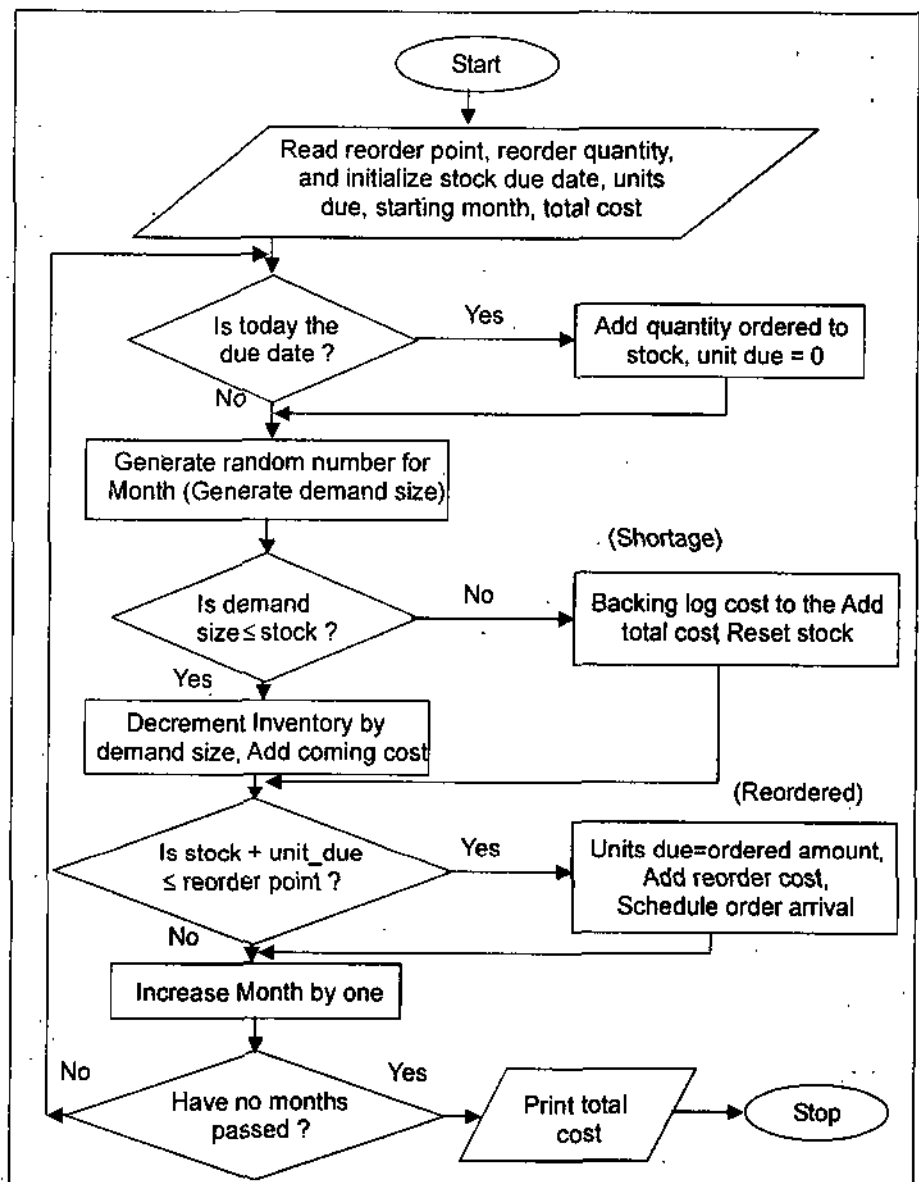 Start
Read reorder point, reorder quantity,
and initialize stock due date, units
due, starting month, total cost
Is today the
due date ?
Yes
Add quantity ordered to
stock, unit due = 0
No
Generate random number for
Month (Generate demand size)
(Shortage)
Is demand
size ≤ stock ?
No
Backing log cost to the Add
total cost Reset stock
Yes
Decrement Inventory by
demand size, Add coming cost
(Reordered)
Is stock + unit_due
≤ reorder point ?
Yes
Units due=ordered amount,
Add reorder cost,
Schedule order arrival
No
Increase Month by one
No
Have no months
passed ?
Yes
Print total
cost
Stop